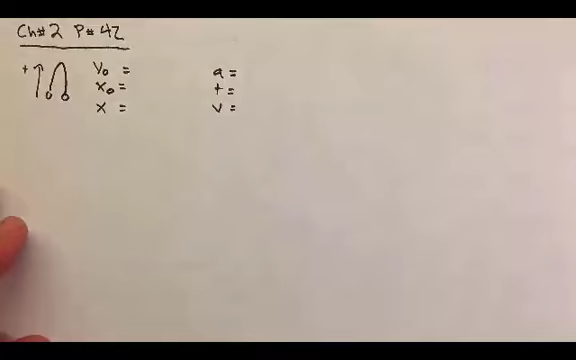 Ch# 2 P# 42
+ V₀ = a =
x₀ = t =
x = v =